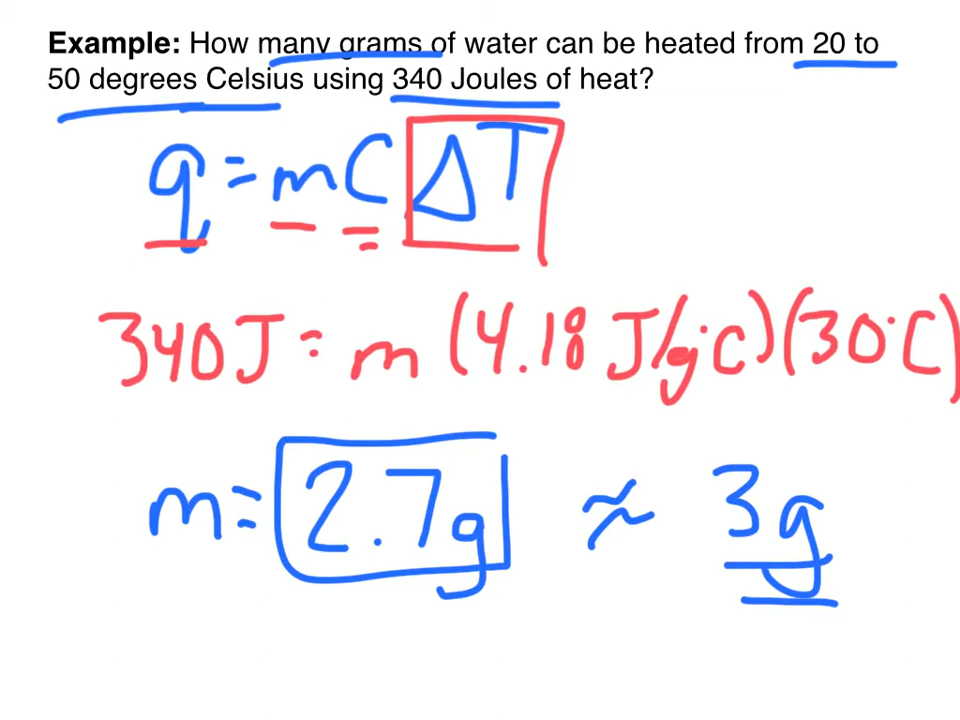 Example: How many grams of water can be heated from 20 to
50 degrees Celsius using 340 Joules of heat?
q = mCΔT
340J = m (4.18 J/g°C)(30°C)
m = 2.7g ≈ 3g